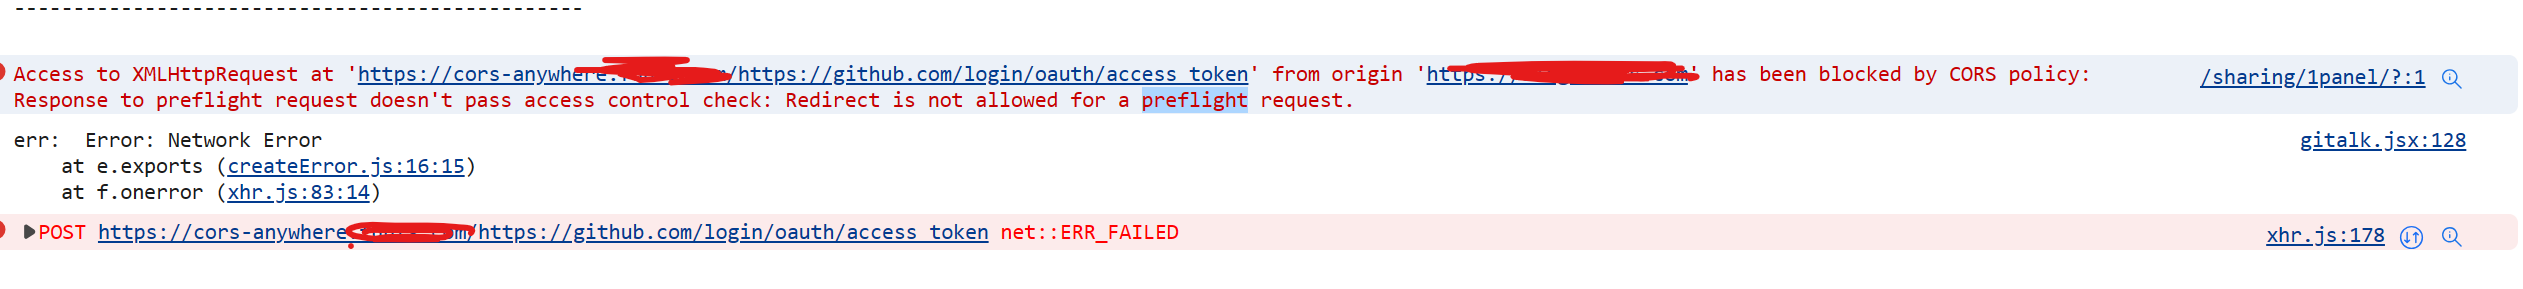 ------------------------------------------------
Access to XMLHttpRequest at 'https://cors-anywhere. /https://github.com/login/oauth/access_token' from origin 'https:// ' has been blocked by CORS policy: /sharing/1panel/?:1
Response to preflight request doesn't pass access control check: Redirect is not allowed for a preflight request.
err: Error: Network Error gitalk.jsx:128
at e.exports (createError.js:16:15)
at f.onerror (xhr.js:83:14)
▶POST https://cors-anywhere. /https://github.com/login/oauth/access_token net::ERR_FAILED xhr.js:178